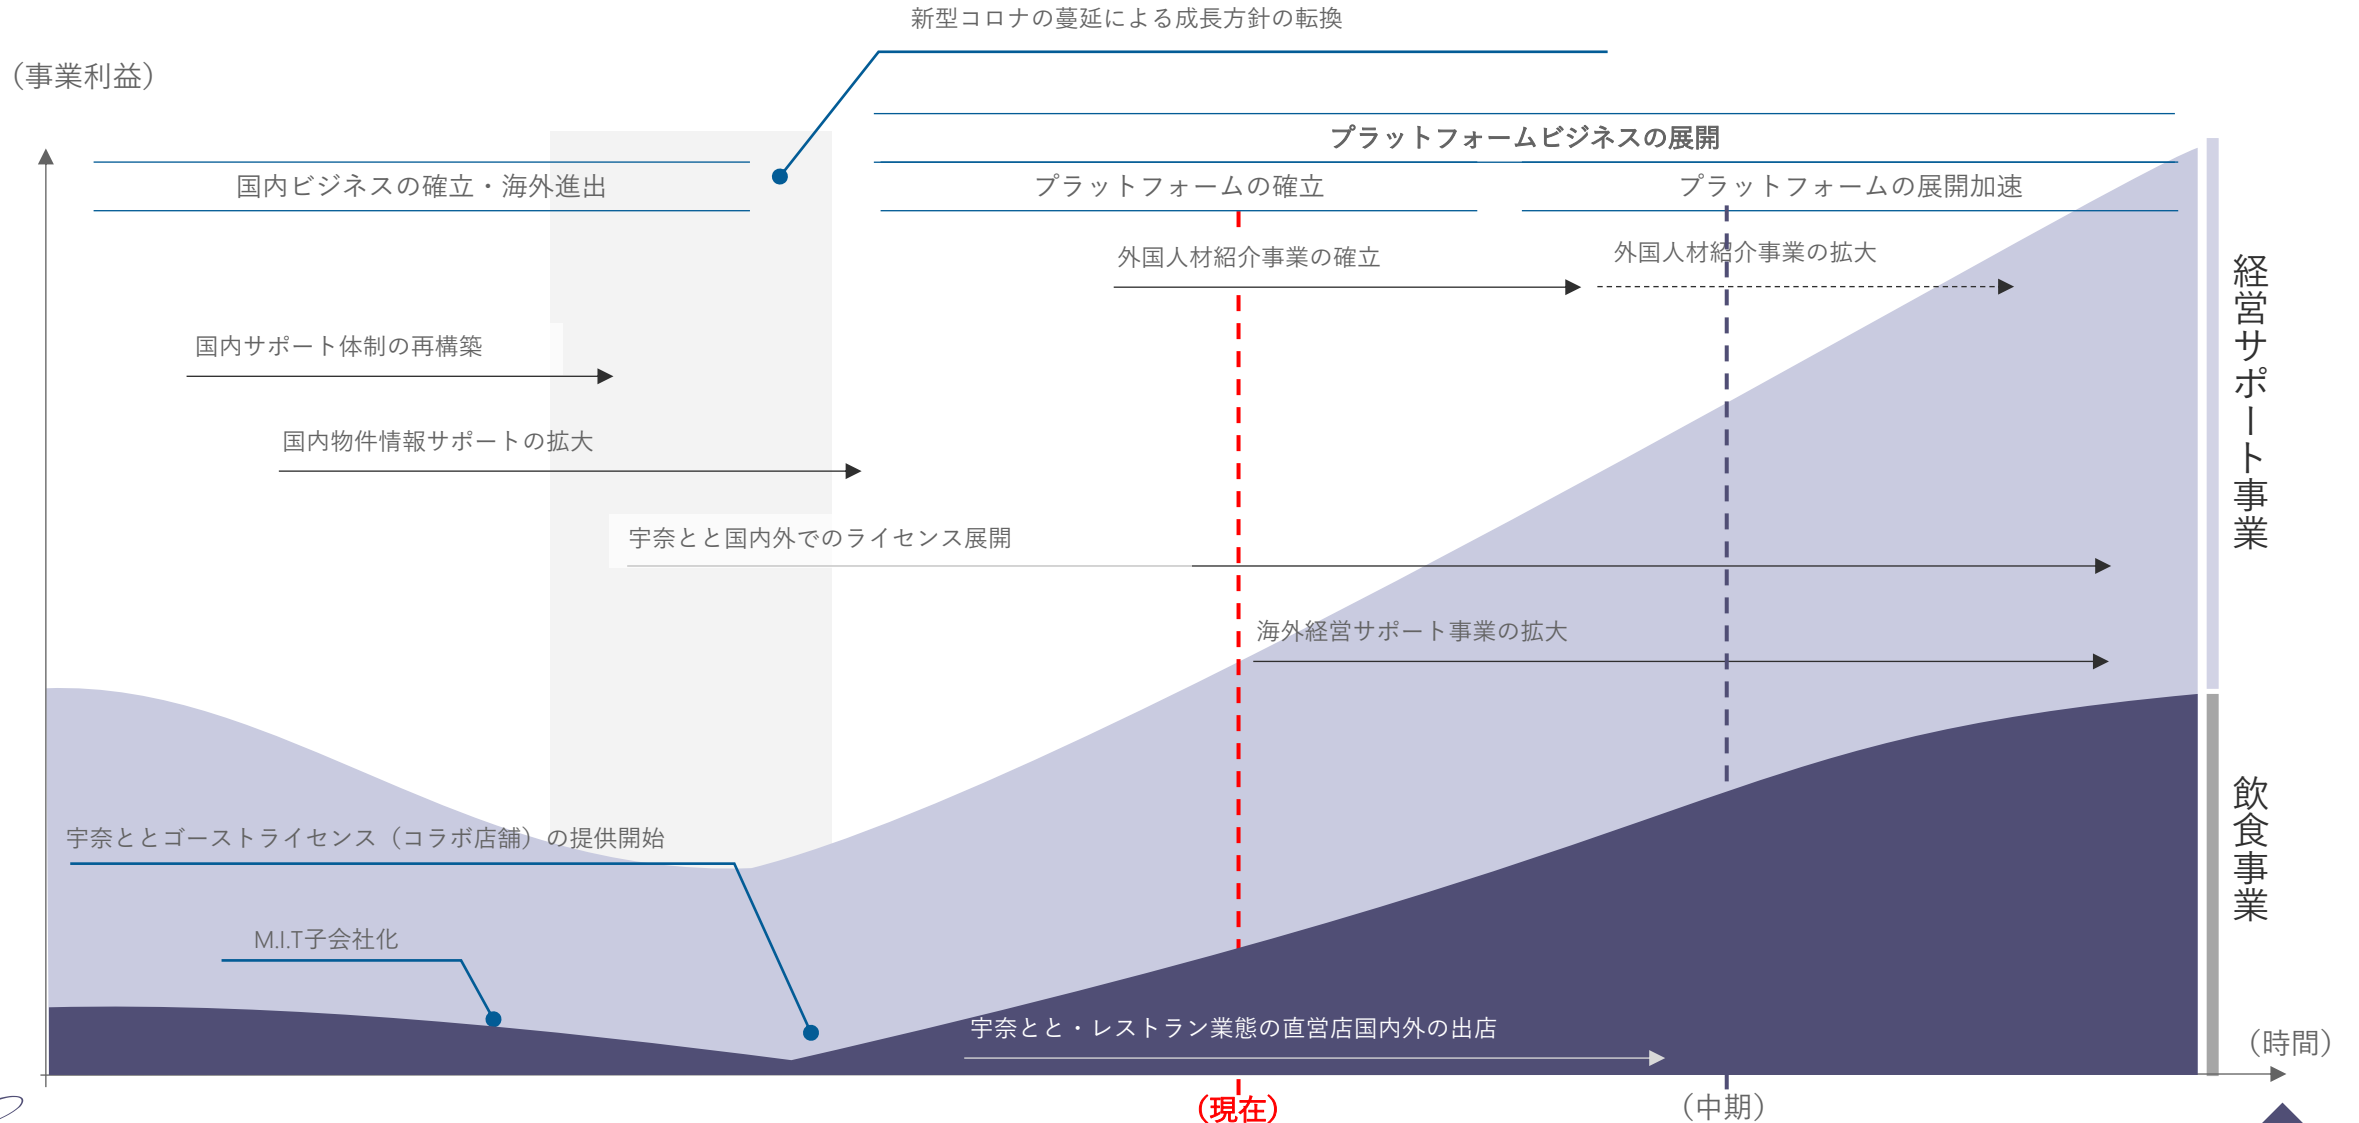 新型コロナの蔓延による成長方針の転換
（事業利益）
プラットフォームビジネスの展開
国内ビジネスの確立・海外進出
プラットフォームの確立
プラットフォームの展開加速
外国人材紹介事業の確立
外国人材紹介事業の拡大
国内サポート体制の再構築
国内物件情報サポートの拡大
宇奈とと国内外でのライセンス展開
海外経営サポート事業の拡大
経営サポート事業
宇奈ととゴーストライセンス（コラボ店舗）の提供開始
M.I.T子会社化
飲食事業
宇奈とと・レストラン業態の直営店国内外の出店
（時間）
（現在）
（中期）